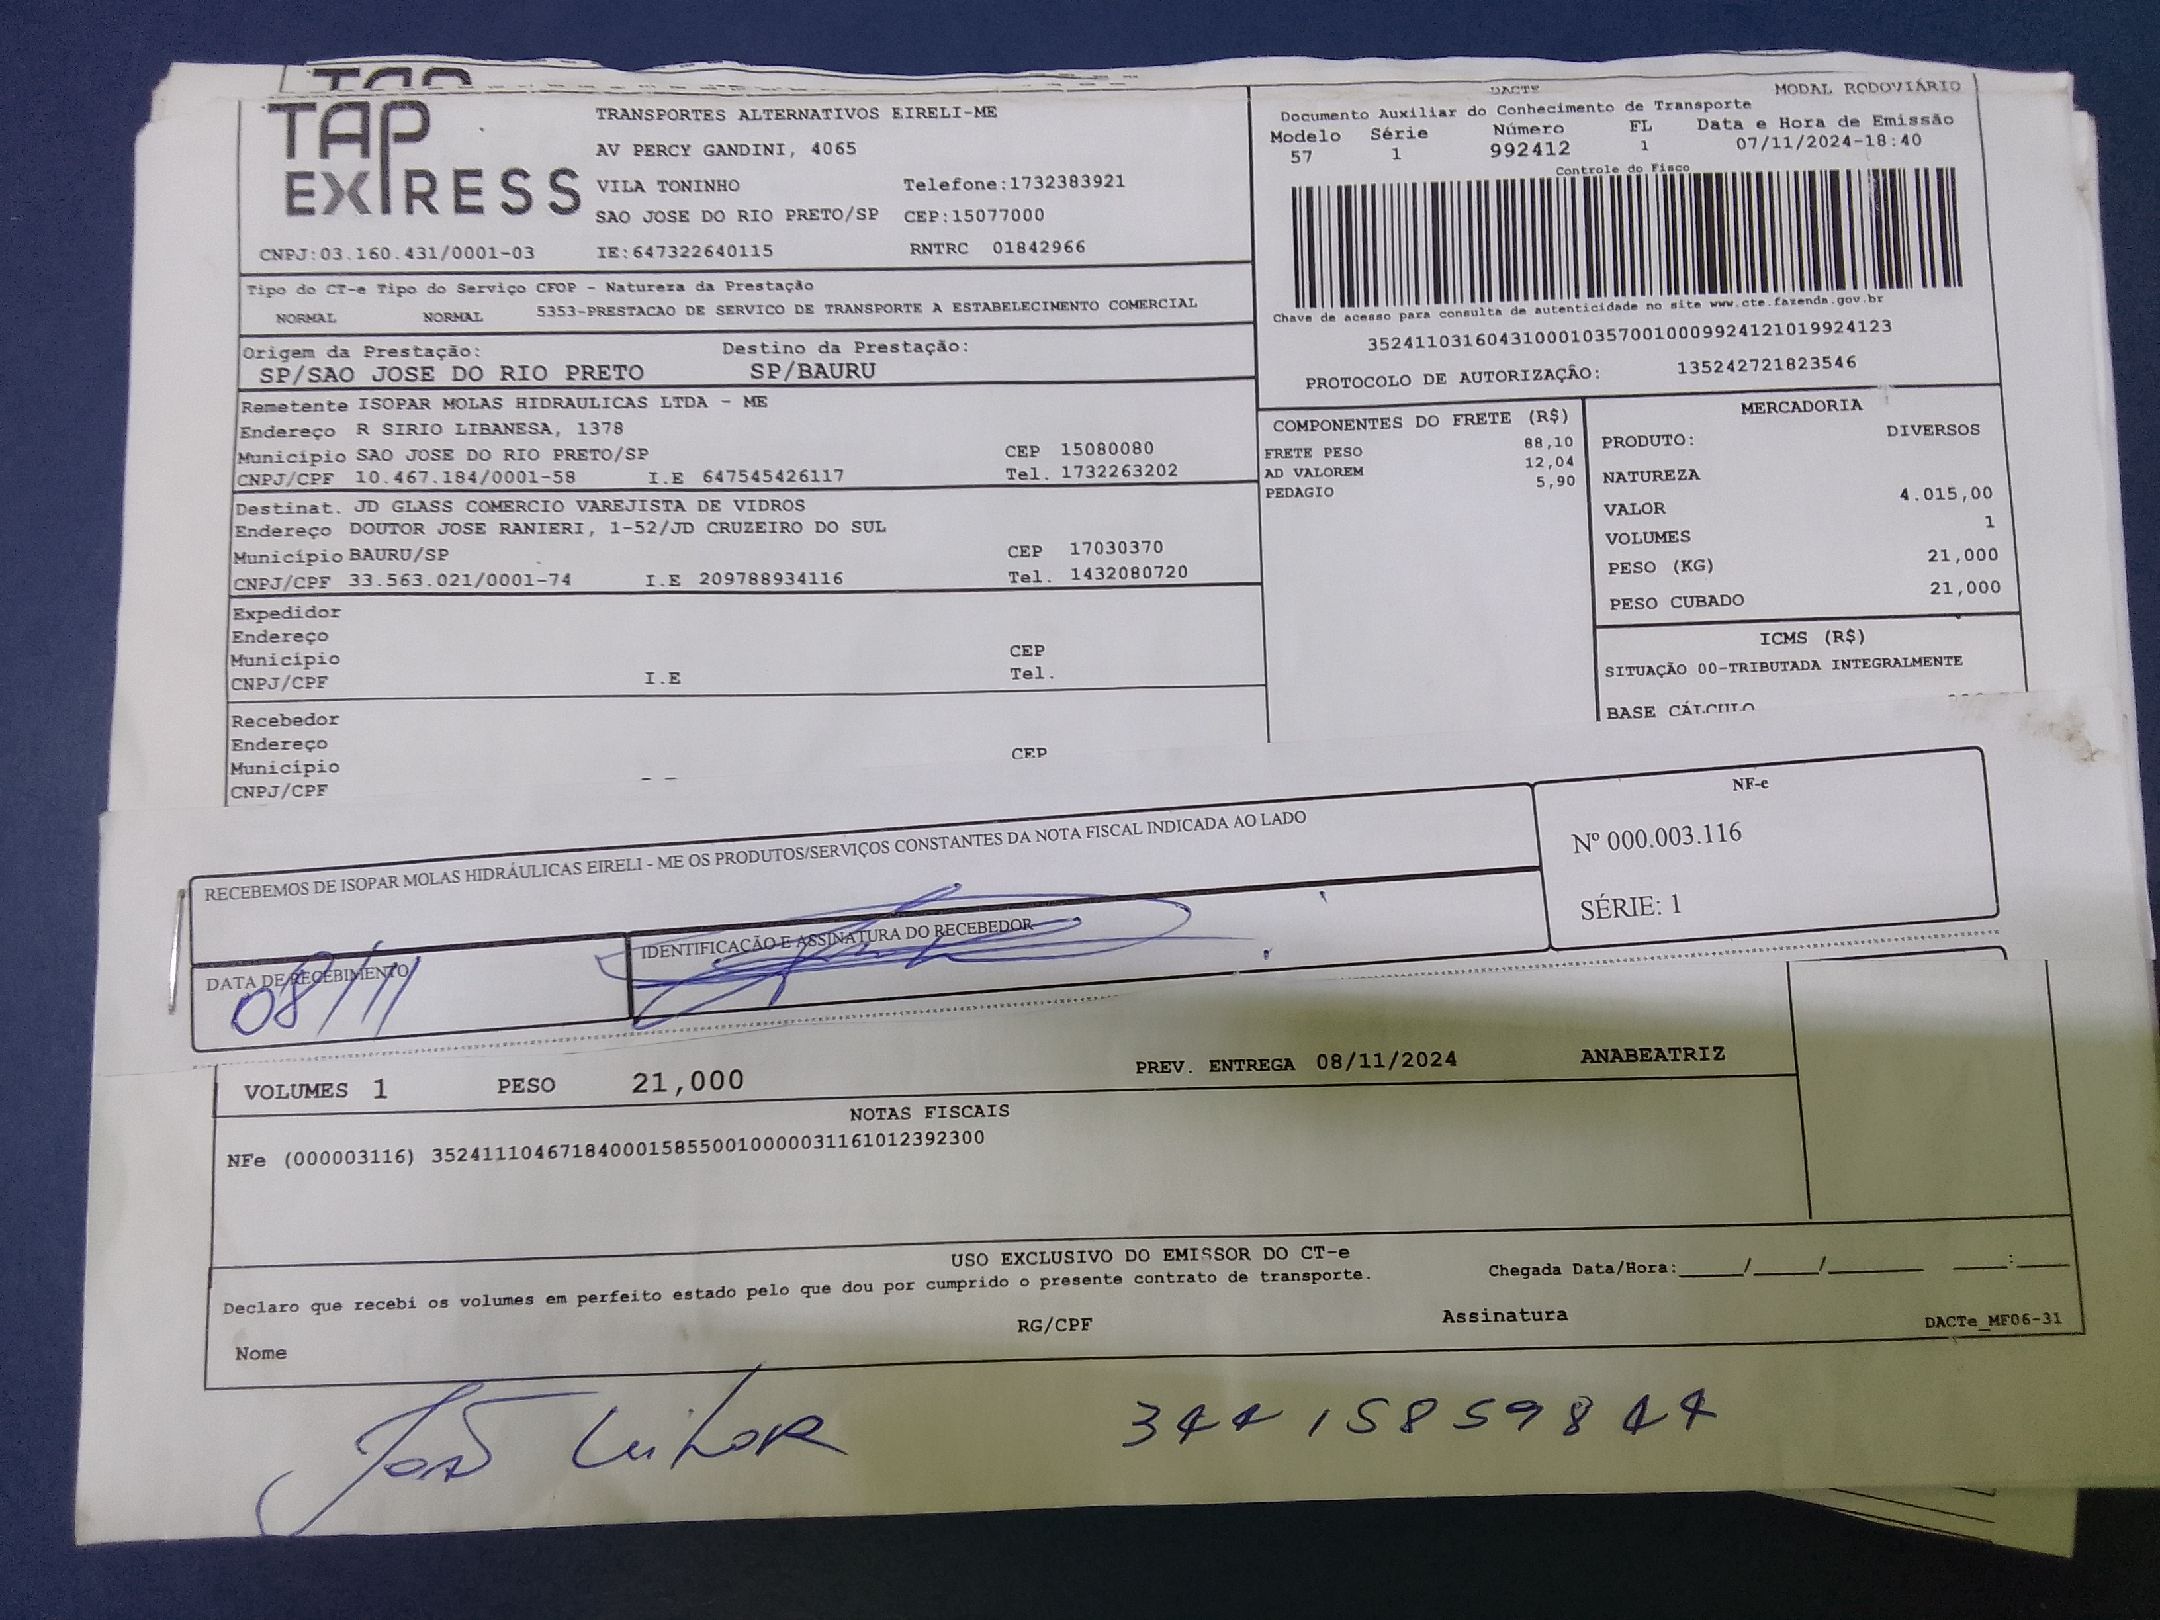 TAP
EXPRESS
TRANSPORTES ALTERNATIVOS EIRELI-ME
AV PERCY GANDINI, 4065
VILA TONINHO Telefone:1732383921
SAO JOSE DO RIO PRETO/SP CEP:15077000
CNPJ:03.160.431/0001-03 IE:647322640115 RNTRC 01842966
DACTE MODAL RODOVIÁRIO
Documento Auxiliar do Conhecimento de Transporte
Modelo Série Número FL Data e Hora de Emissão
57 1 992412 1 07/11/2024-18:40
Controle do Fisco
Chave de acesso para consulta de autenticidade no site www.cte.fazenda.gov.br
35241103160431000103570010009924121019924123
PROTOCOLO DE AUTORIZAÇÃO: 135242721823546
Tipo do CT-e Tipo do Serviço CFOP - Natureza da Prestação
NORMAL NORMAL 5353-PRESTACAO DE SERVICO DE TRANSPORTE A ESTABELECIMENTO COMERCIAL
Origem da Prestação: Destino da Prestação:
SP/SAO JOSE DO RIO PRETO SP/BAURU
Remetente ISOPAR MOLAS HIDRAULICAS LTDA - ME
Endereço R SIRIO LIBANESA, 1378
Município SAO JOSE DO RIO PRETO/SP CEP 15080080
CNPJ/CPF 10.467.184/0001-58 I.E 647545426117 Tel. 1732263202
Destinat. JD GLASS COMERCIO VAREJISTA DE VIDROS
Endereço DOUTOR JOSE RANIERI, 1-52/JD CRUZEIRO DO SUL
Município BAURU/SP CEP 17030370
CNPJ/CPF 33.563.021/0001-74 I.E 209788934116 Tel. 1432080720
Expedidor
Endereço
Município CEP
CNPJ/CPF I.E Tel.
Recebedor
Endereço
Município CEP
CNPJ/CPF
COMPONENTES DO FRETE (R$)
FRETE PESO 88,10
AD VALOREM 12,04
PEDAGIO 5,90
MERCADORIA
PRODUTO: DIVERSOS
NATUREZA
VALOR 4.015,00
VOLUMES 1
PESO (KG) 21,000
PESO CUBADO 21,000
ICMS (R$)
SITUAÇÃO 00-TRIBUTADA INTEGRALMENTE
BASE CÁLCULO
RECEBEMOS DE ISOPAR MOLAS HIDRÁULICAS EIRELI - ME OS PRODUTOS/SERVIÇOS CONSTANTES DA NOTA FISCAL INDICADA AO LADO
NF-e
Nº 000.003.116
SÉRIE: 1
DATA DE RECEBIMENTO IDENTIFICAÇÃO E ASSINATURA DO RECEBEDOR
08/11
VOLUMES 1 PESO 21,000 PREV. ENTREGA 08/11/2024 ANABEATRIZ
NOTAS FISCAIS
NFe (000003116) 35241110467184000158550010000031161012392300
USO EXCLUSIVO DO EMISSOR DO CT-e
Declaro que recebi os volumes em perfeito estado pelo que dou por cumprido o presente contrato de transporte. Chegada Data/Hora:_____/_____/_______ ____:____
Nome RG/CPF Assinatura DACTe_MF06-31
34415859844